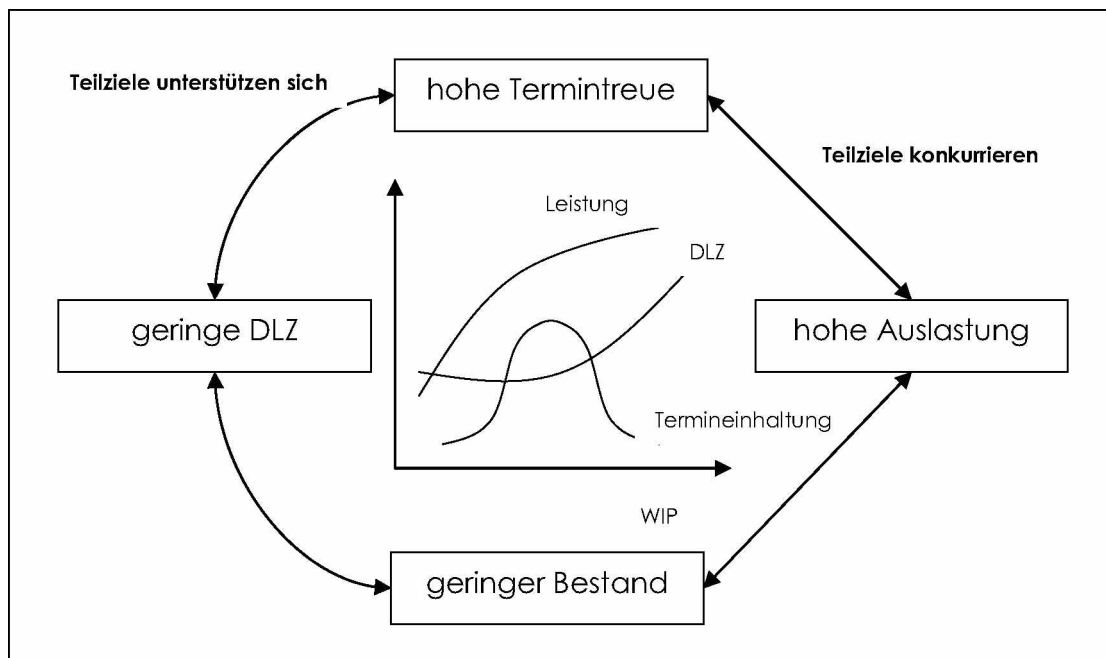 Teilziele unterstützen sich
hohe Termintreue
Teilziele konkurrieren
Leistung
DLZ
geringe DLZ
hohe Auslastung
Termineinhaltung
WIP
geringer Bestand